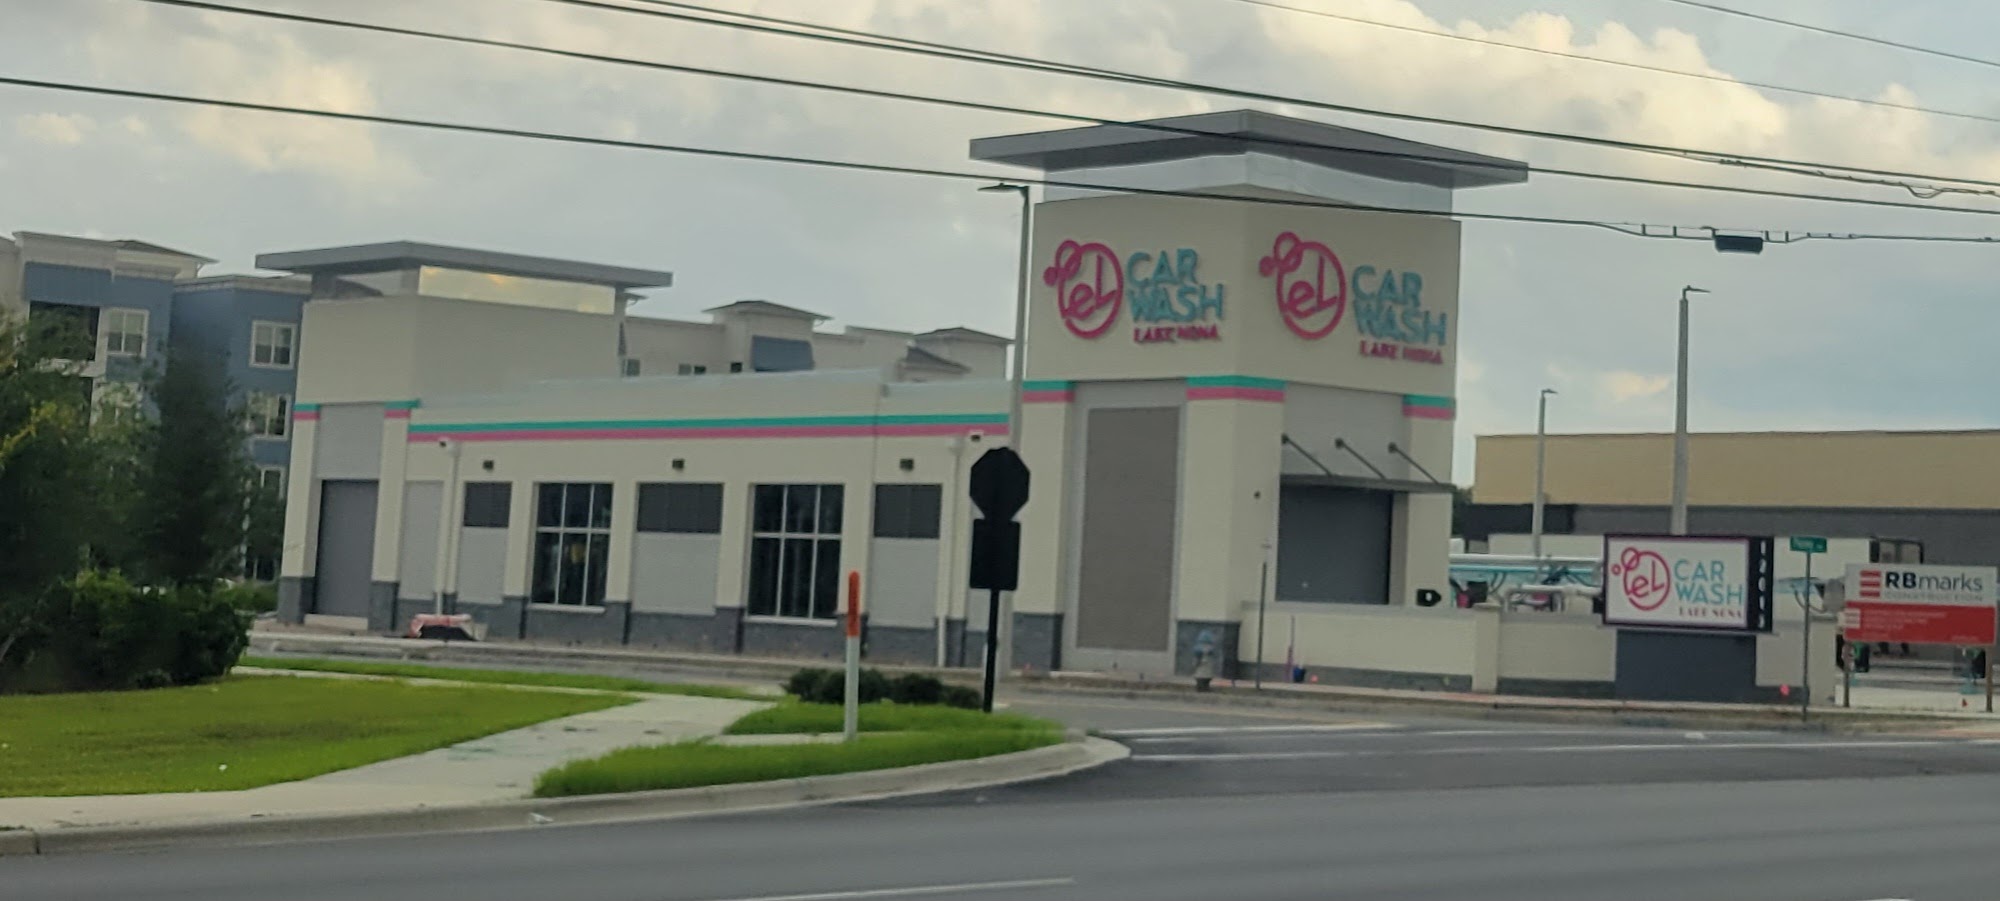 eL
CAR
WASH
LAKE NONA
eL
CAR
WASH
LAKE NONA
eL
CAR
WASH
LAKE NONA
RBmarks
CONSTRUCTION